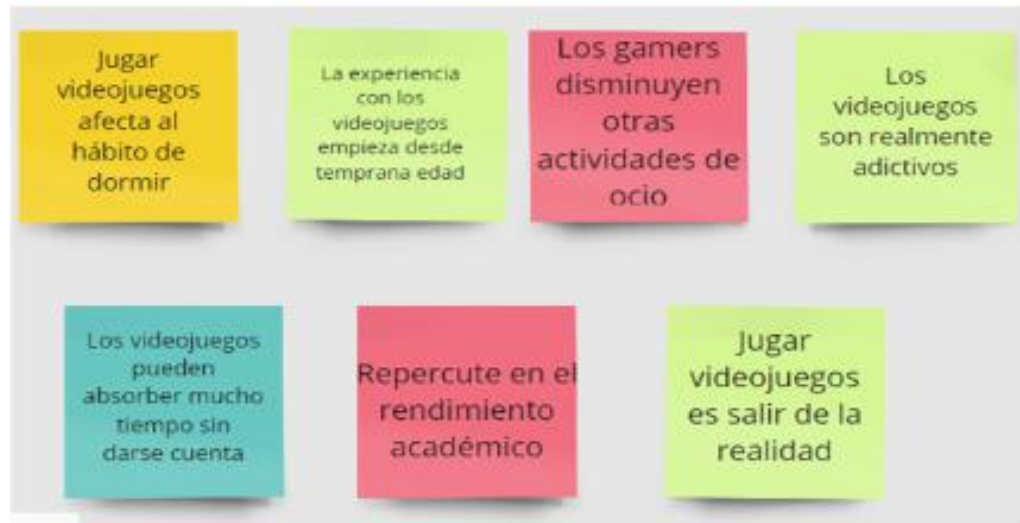 Jugar
videojuegos
afecta al
hábito de
dormir
La experiencia
con los
videojuegos
empieza desde
temprana edad
Los gamers
disminuyen
otras
actividades de
ocio
Los
videojuegos
son realmente
adictivos
Los videojuegos
pueden
absorber mucho
tiempo sin
darse cuenta
Repercute en el
rendimiento
académico
Jugar
videojuegos
es salir de la
realidad